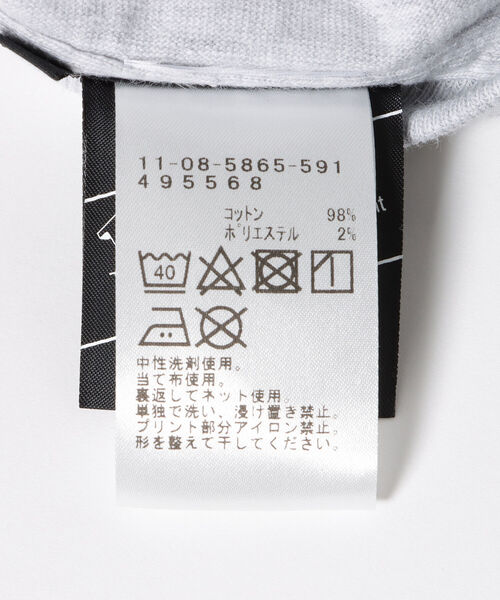 11-08-5865-591
495568
コットン 98%
ポリエステル 2%
40
中性洗剤使用。
当て布使用。
裏返してネット使用。
単独で洗い、浸け置き禁止。
プリント部分アイロン禁止。
形を整えて干してください。